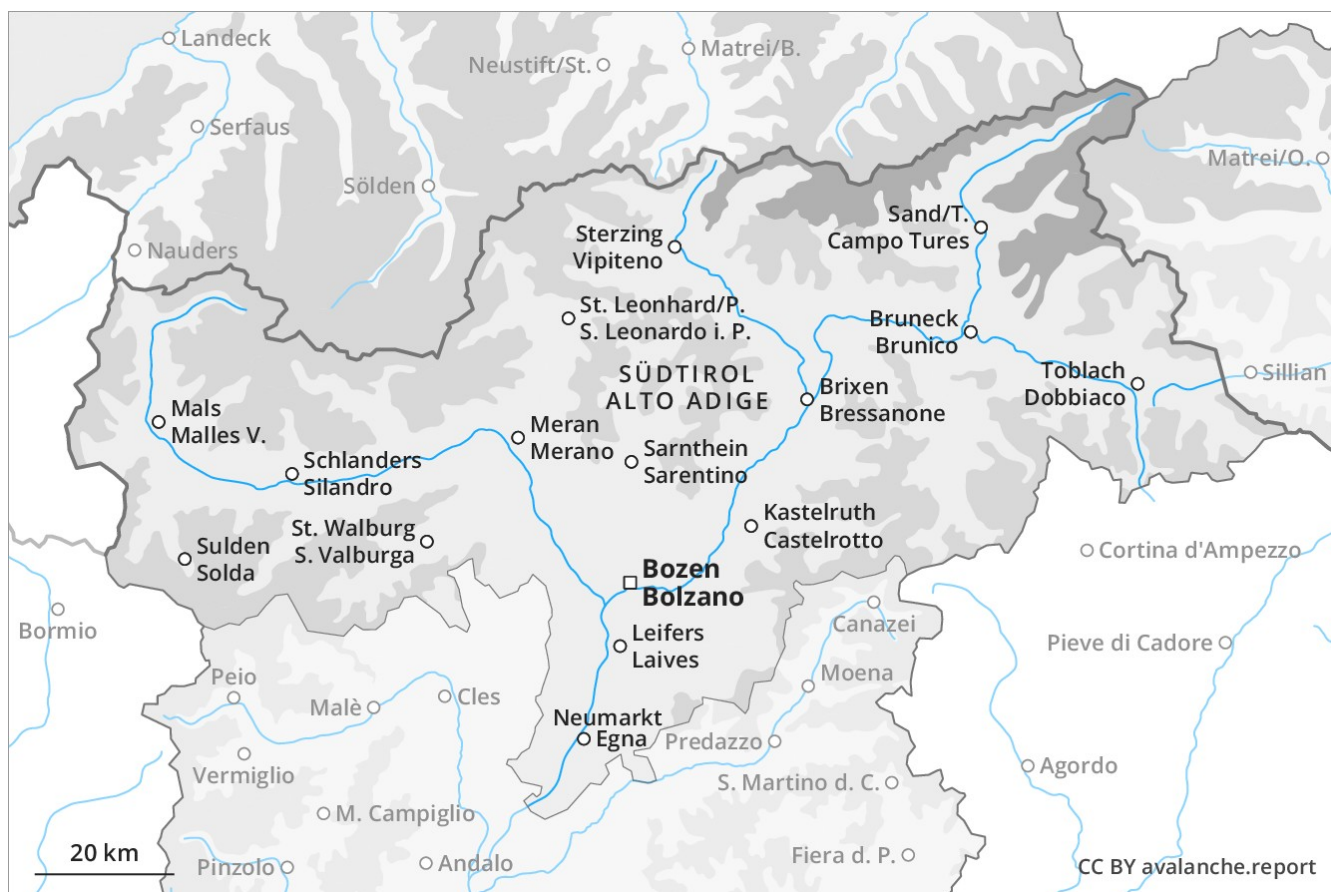 Landeck
Neustift/St.
Matrei/B.
Serfaus
Matrei/O.
Sölden
Nauders
Sand/T.
Campo Tures
Sterzing
Vipiteno
St. Leonhard/P.
S. Leonardo i. P.
Bruneck
Brunico
SÜDTIROL
ALTO ADIGE
Toblach
Dobbiaco
Sillian
Brixen
Bressanone
Mals
Malles V.
Meran
Merano
Sarnthein
Sarentino
Schlanders
Silandro
Kastelruth
Castelrotto
St. Walburg
S. Valburga
Sulden
Solda
Cortina d'Ampezzo
Bozen
Bolzano
Bormio
Canazei
Leifers
Laives
Pieve di Cadore
Peio
Moena
Malè
Cles
Neumarkt
Egna
Predazzo
Vermiglio
Agordo
S. Martino d. C.
M. Campiglio
20 km
Pinzolo
Andalo
Fiera d. P.
CC BY avalanche.report